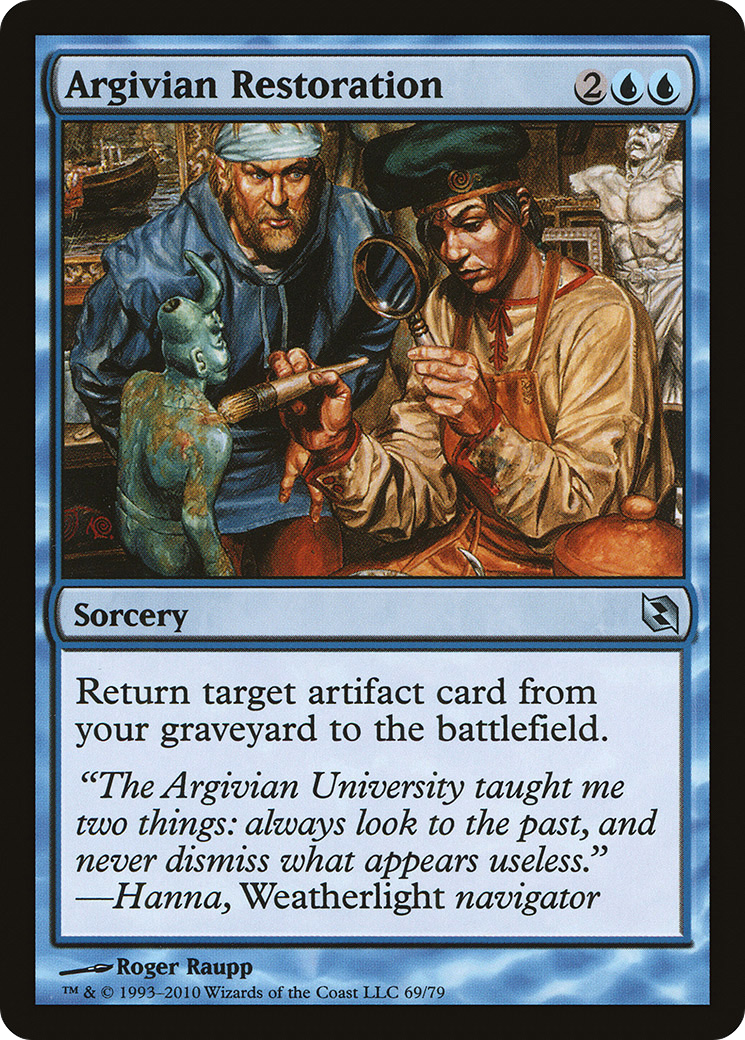 Argivian Restoration 2
Sorcery
Return target artifact card from
your graveyard to the battlefield.
“The Argivian University taught me
two things: always look to the past, and
never dismiss what appears useless.”
—Hanna, Weatherlight navigator
Roger Raupp
™ & © 1993–2010 Wizards of the Coast LLC 69/79